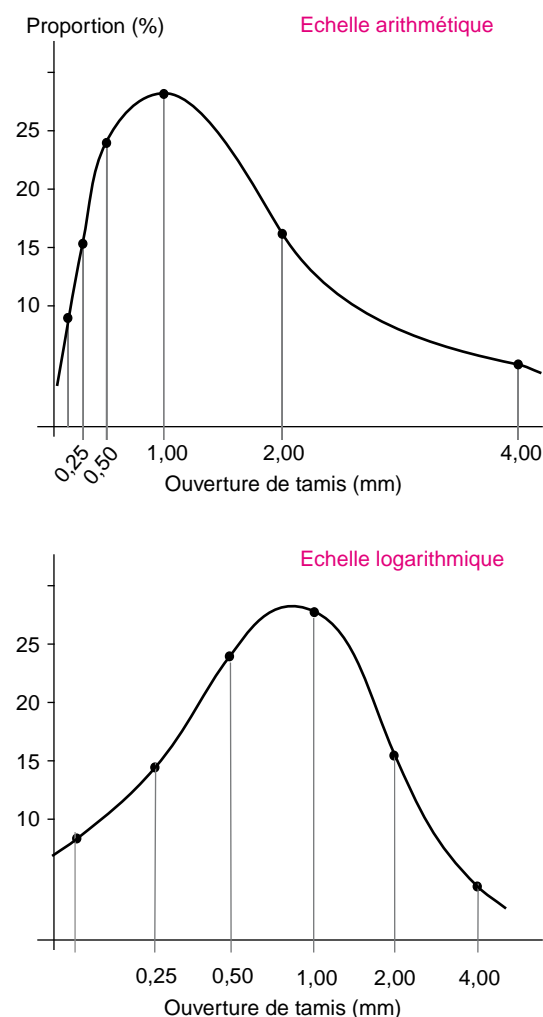 Proportion (%) Echelle arithmétique
25
20
15
10
0,25 0,50 1,00 2,00 4,00
Ouverture de tamis (mm)
Echelle logarithmique
25
20
15
10
0,25 0,50 1,00 2,00 4,00
Ouverture de tamis (mm)